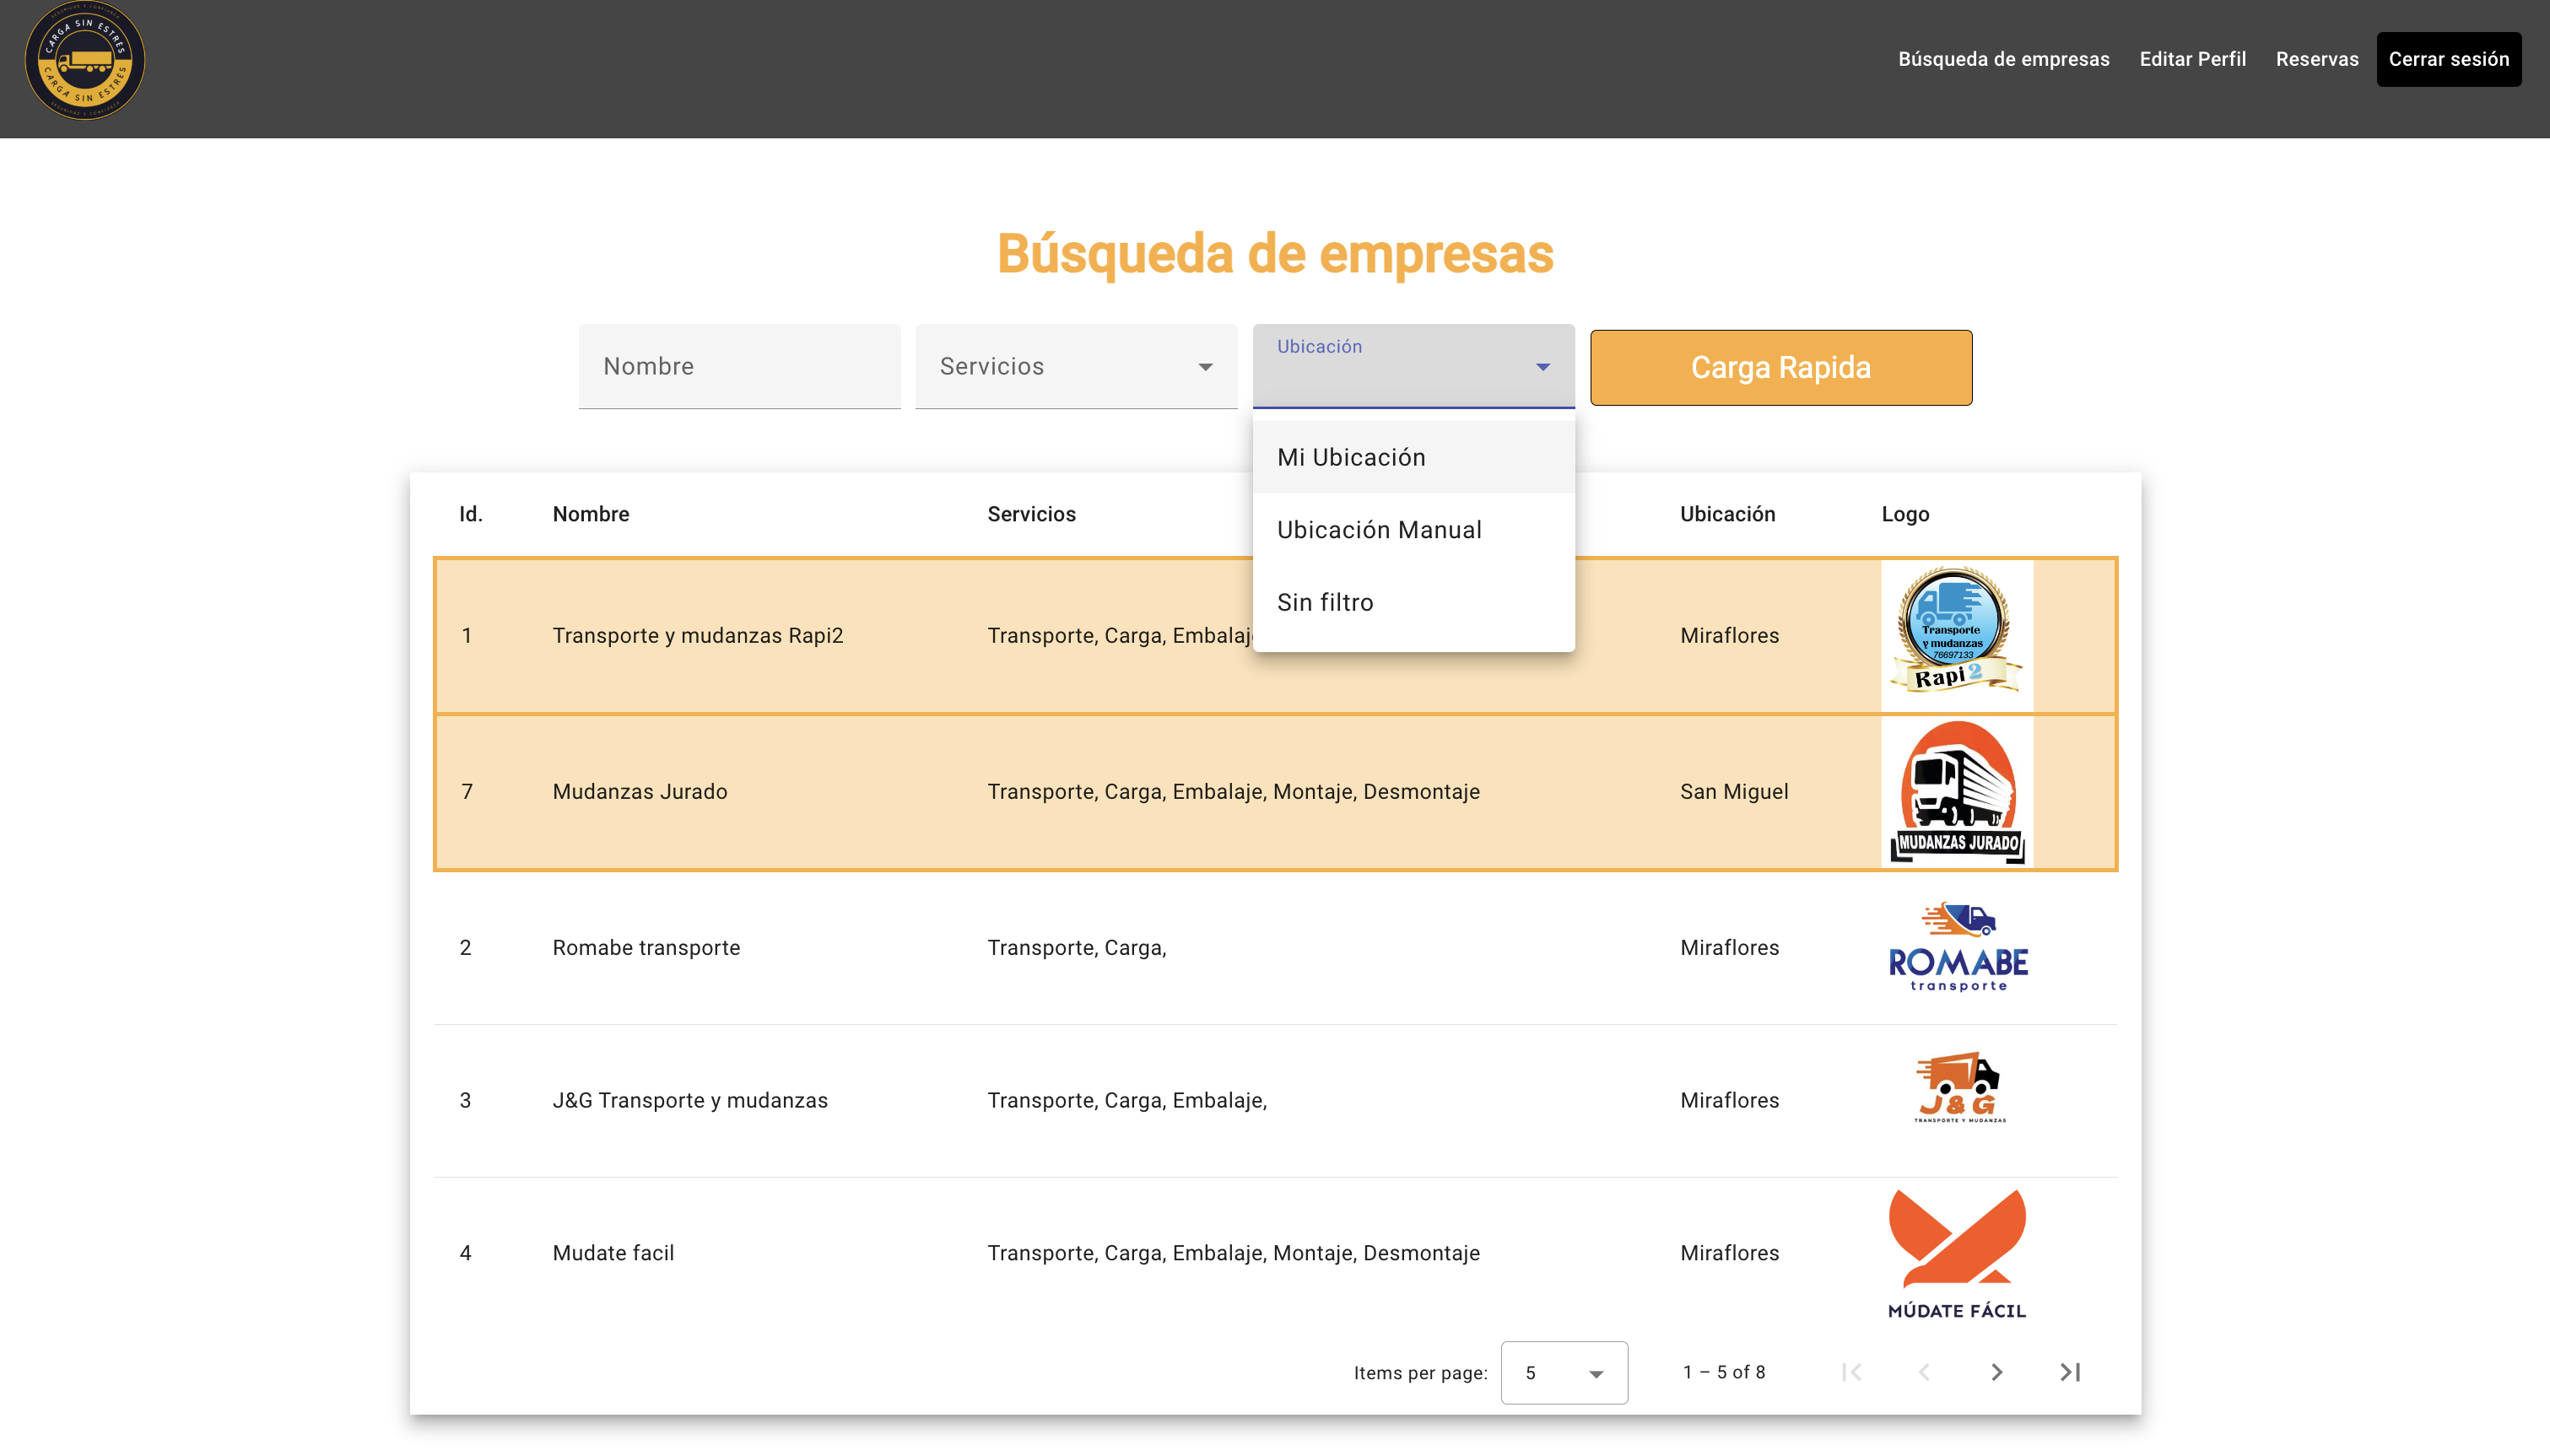 CARGA SIN ESTRES
CARGA SIN ESTRES
Búsqueda de empresas
Editar Perfil
Reservas
Cerrar sesión
Búsqueda de empresas
Nombre
Servicios
Ubicación
Carga Rapida
Mi Ubicación
Ubicación Manual
Sin filtro
Id. Nombre Servicios Ubicación Logo
1 Transporte y mudanzas Rapi2 Transporte, Carga, Miraflores
Transporte
y mudanzas
76697133
Rapi 2
7 Mudanzas Jurado Transporte, Carga, Embalaje, Montaje, Desmontaje San Miguel
MUDANZAS JURADO
2 Romabe transporte Transporte, Carga, Miraflores
ROMABE
transporte
3 J&G Transporte y mudanzas Transporte, Carga, Embalaje, Miraflores
J & G
TRANSPORTE Y MUDANZAS
4 Mudate facil Transporte, Carga, Embalaje, Montaje, Desmontaje Miraflores
MÚDATE FÁCIL
Items per page: 5 1 – 5 of 8